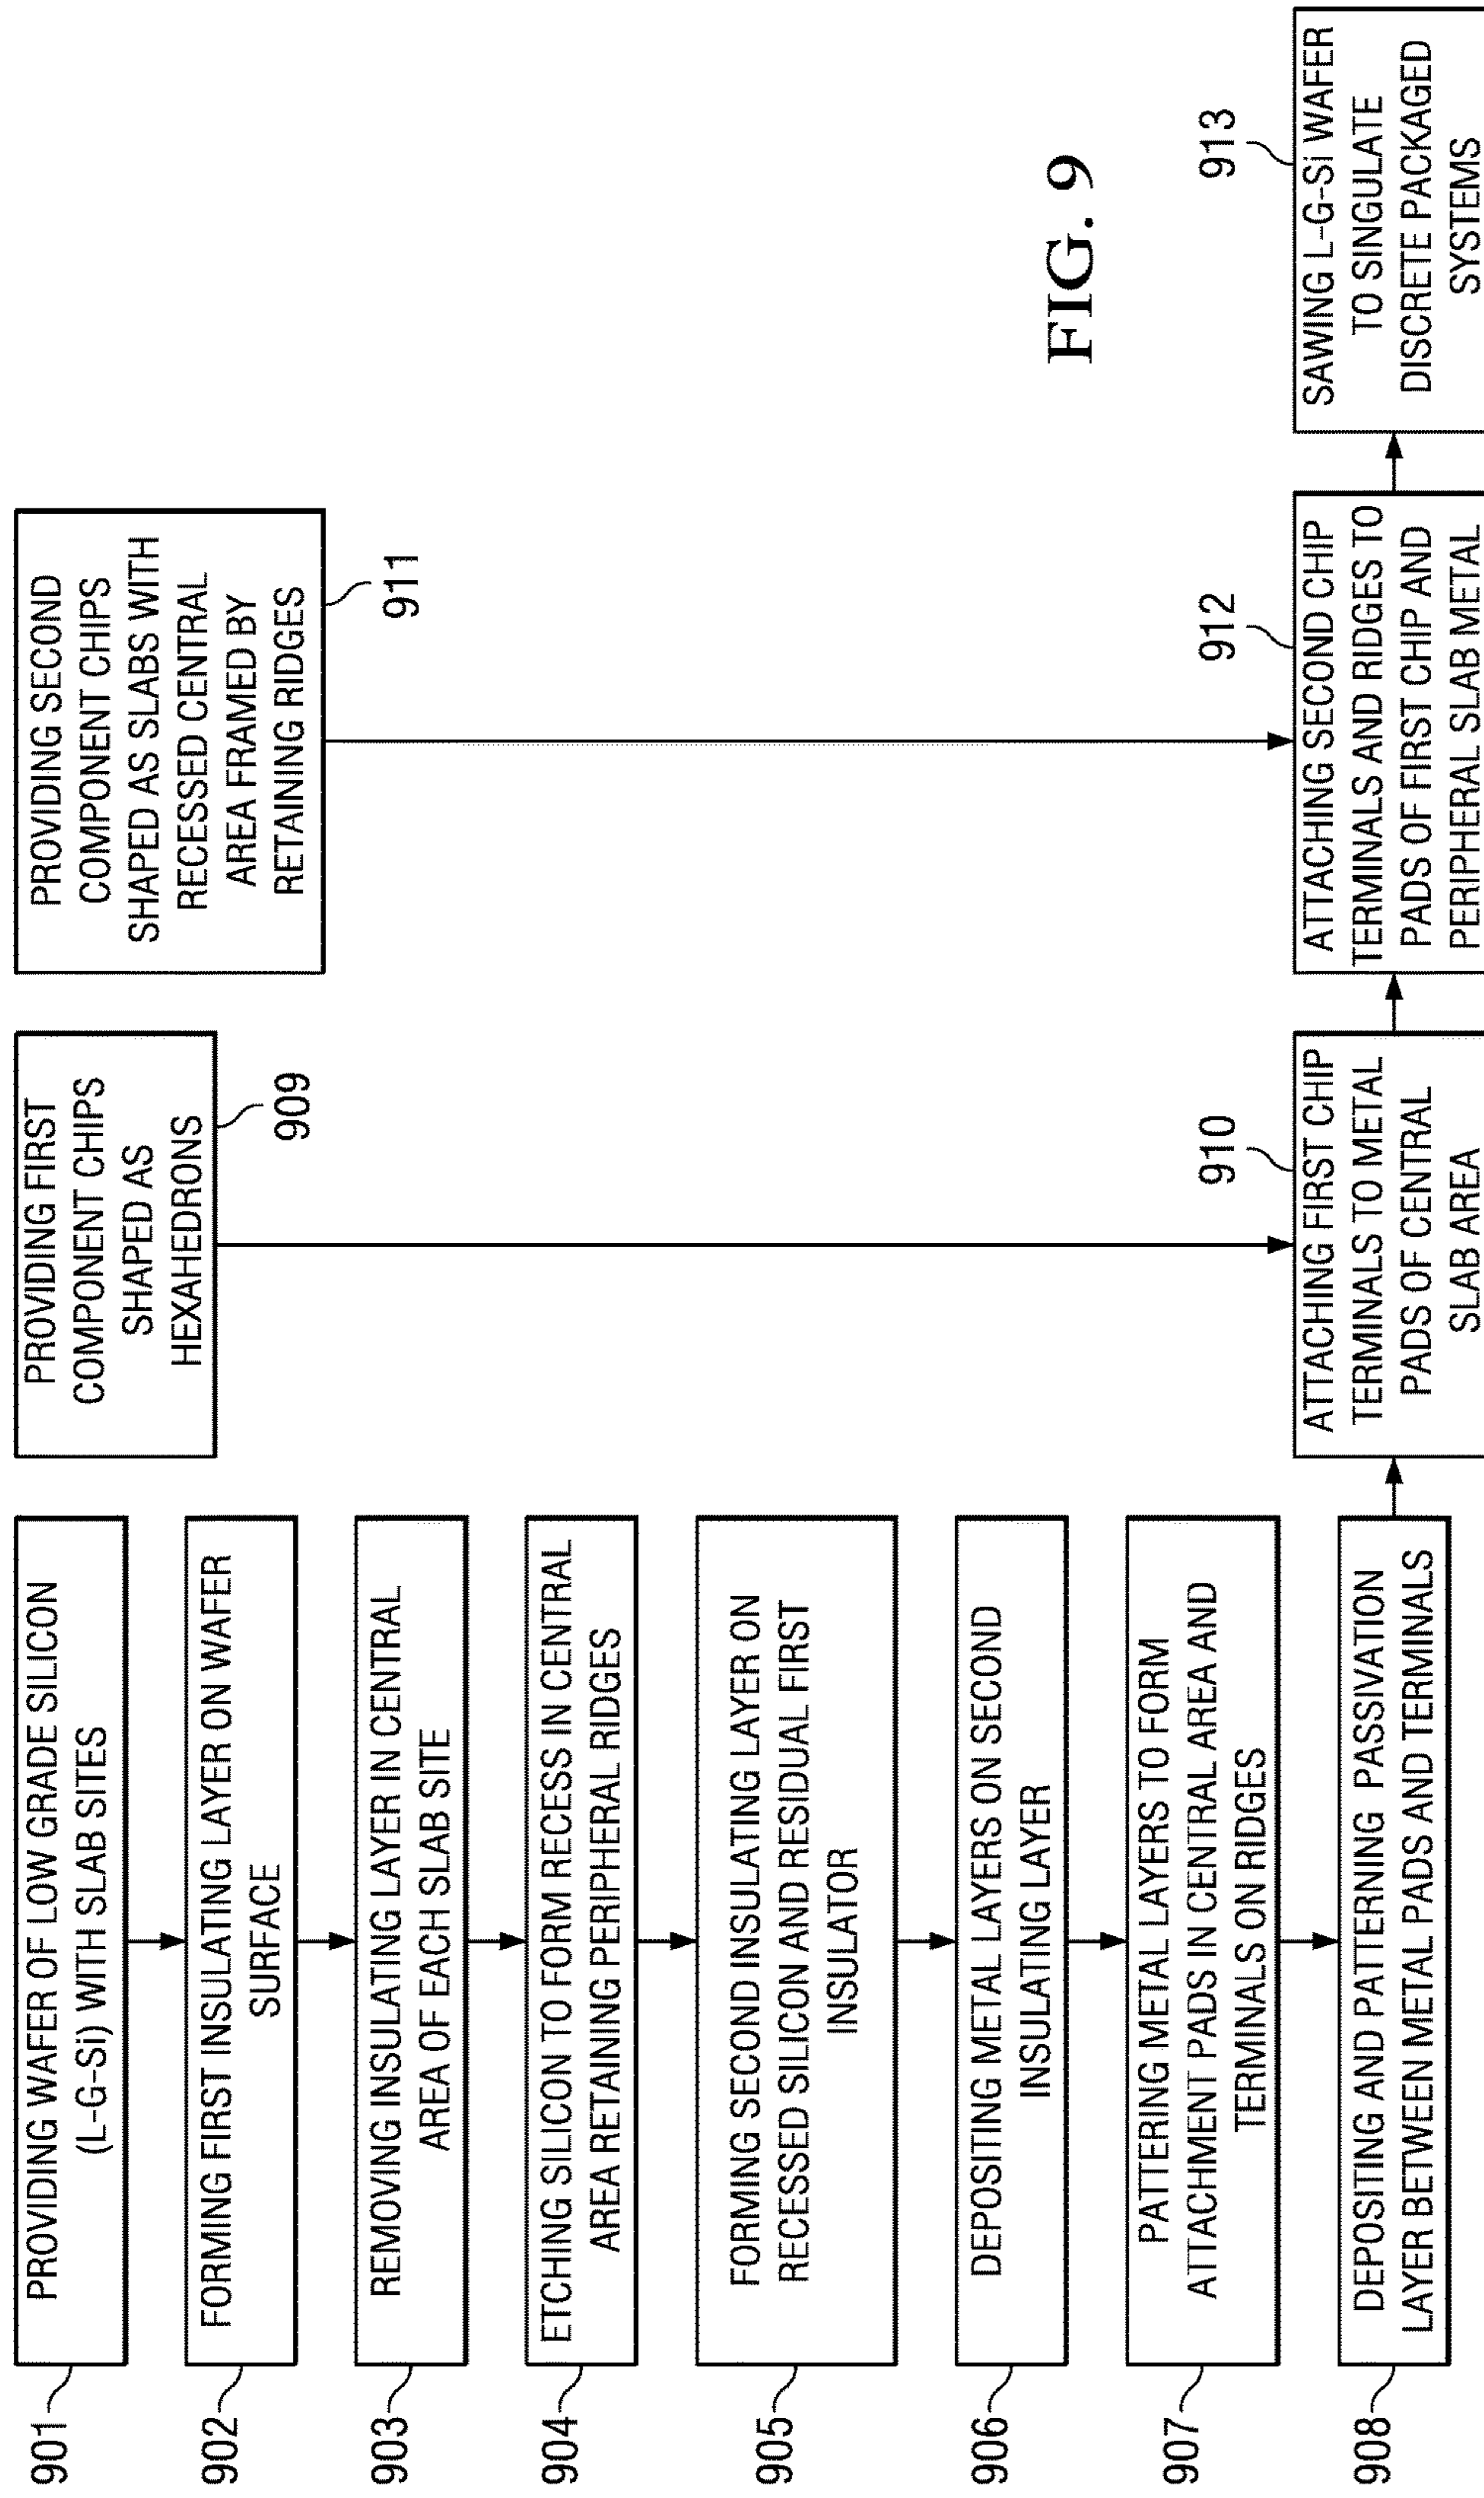 901
PROVIDING WAFER OF LOW GRADE SILICON
(L-G-Si) WITH SLAB SITES
902
FORMING FIRST INSULATING LAYER ON WAFER
SURFACE
903
REMOVING INSULATING LAYER IN CENTRAL
AREA OF EACH SLAB SITE
904
ETCHING SILICON TO FORM RECESS IN CENTRAL
AREA RETAINING PERIPHERAL RIDGES
905
FORMING SECOND INSULATING LAYER ON
RECESSED SILICON AND RESIDUAL FIRST
INSULATOR
906
DEPOSITING METAL LAYERS ON SECOND
INSULATING LAYER
907
PATTERING METAL LAYERS TO FORM
ATTACHMENT PADS IN CENTRAL AREA AND
TERMINALS ON RIDGES
908
DEPOSITING AND PATTERNING PASSIVATION
LAYER BETWEEN METAL PADS AND TERMINALS
PROVIDING FIRST
COMPONENT CHIPS
SHAPED AS
HEXAHEDRONS
909
910
ATTACHING FIRST CHIP
TERMINALS TO METAL
PADS OF CENTRAL
SLAB AREA
PROVIDING SECOND
COMPONENT CHIPS
SHAPED AS SLABS WITH
RECESSED CENTRAL
AREA FRAMED BY
RETAINING RIDGES
911
912
ATTACHING SECOND CHIP
TERMINALS AND RIDGES TO
PADS OF FIRST CHIP AND
PERIPHERAL SLAB METAL
FIG. 9
913
SAWING L-G-Si WAFER
TO SINGULATE
DISCRETE PACKAGED
SYSTEMS